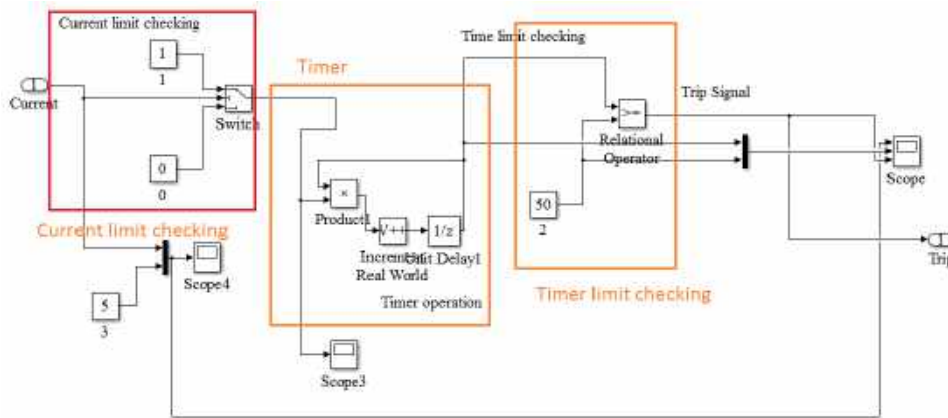 Current limit checking
1
1
Current
Switch
0
0
Current limit checking
Scope4
5
3
Timer
×
Product1
V++
Increment
Real World
1/z
Unit Delay1
Timer operation
Scope3
Time limit checking
Relational
Operator
50
2
Timer limit checking
Trip Signal
Scope
Trip